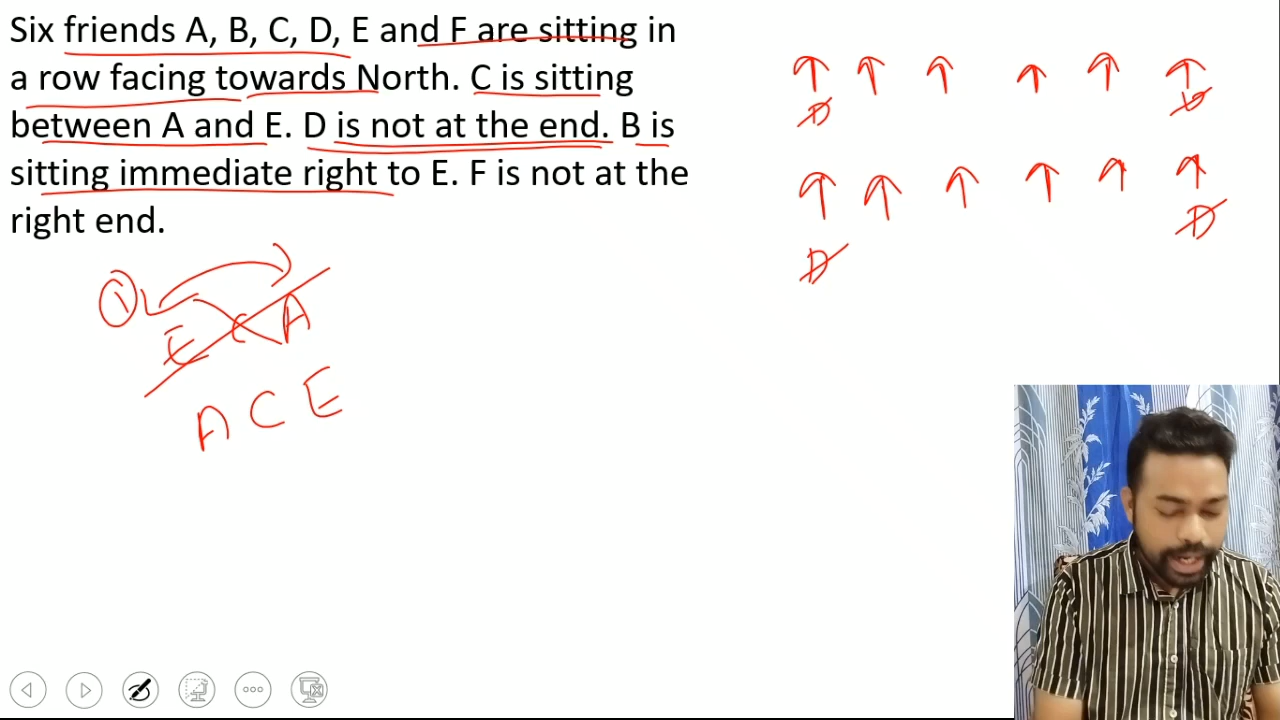 Six friends A, B, C, D, E and F are sitting in
a row facing towards North. C is sitting
between A and E. D is not at the end. B is
sitting immediate right to E. F is not at the
right end.
D D
D D
1
E C A
A C E